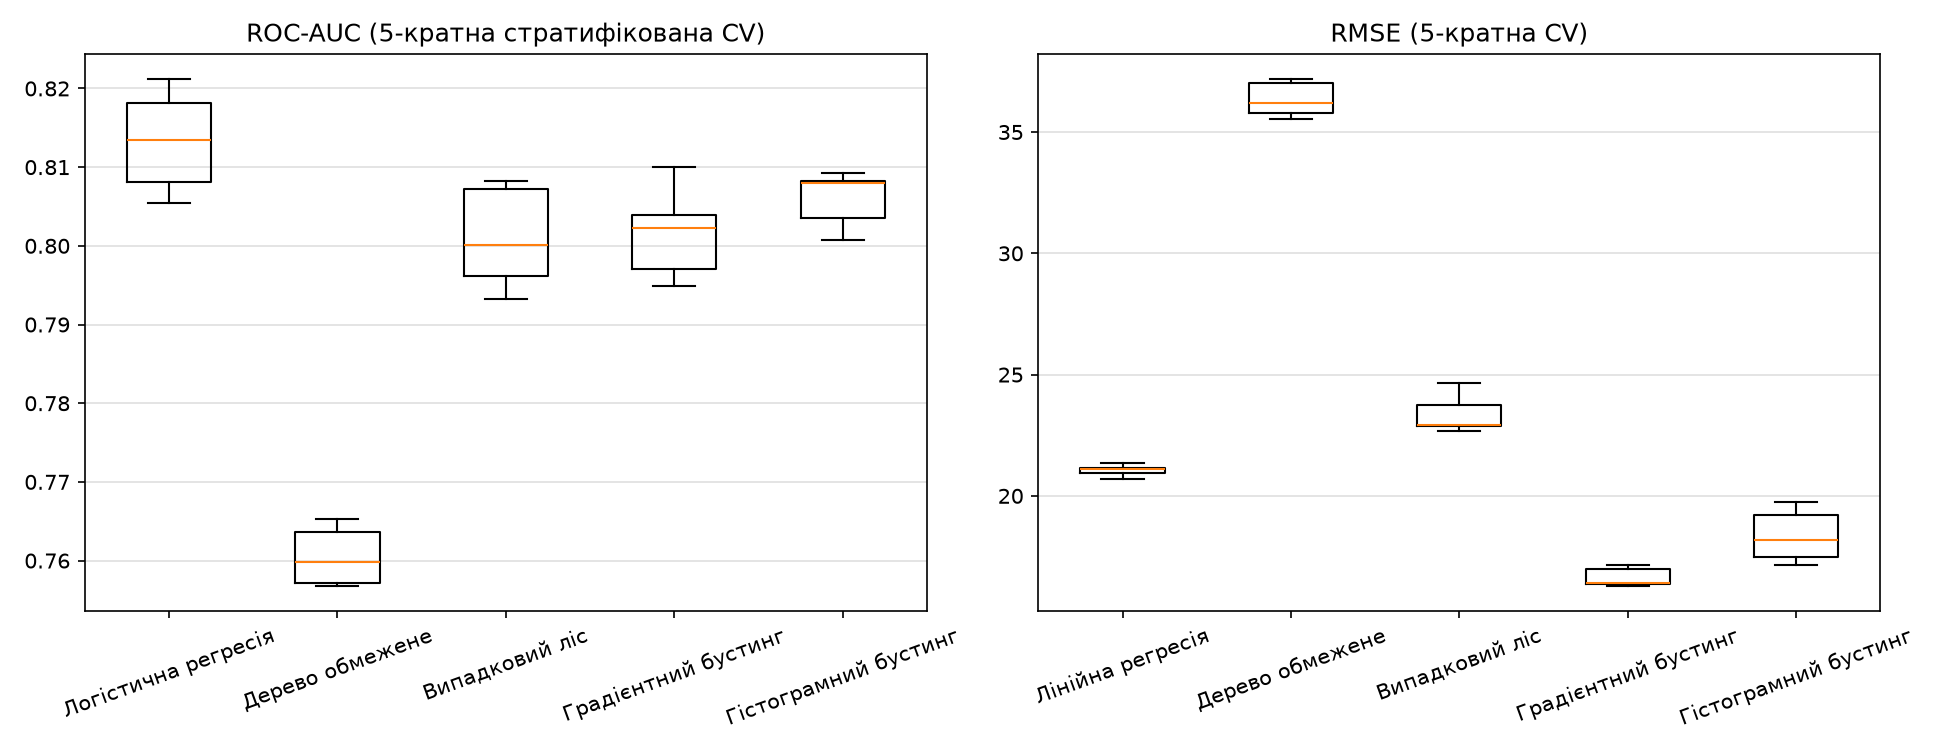 ROC-AUC (5-кратна стратифікована CV)
0.82
0.81
0.80
0.79
0.78
0.77
0.76
Логістична регресія
Дерево обмежене
Випадковий ліс
Градієнтний бустинг
Гістограмний бустинг
RMSE (5-кратна CV)
35
30
25
20
Лінійна регресія
Дерево обмежене
Випадковий ліс
Градієнтний бустинг
Гістограмний бустинг